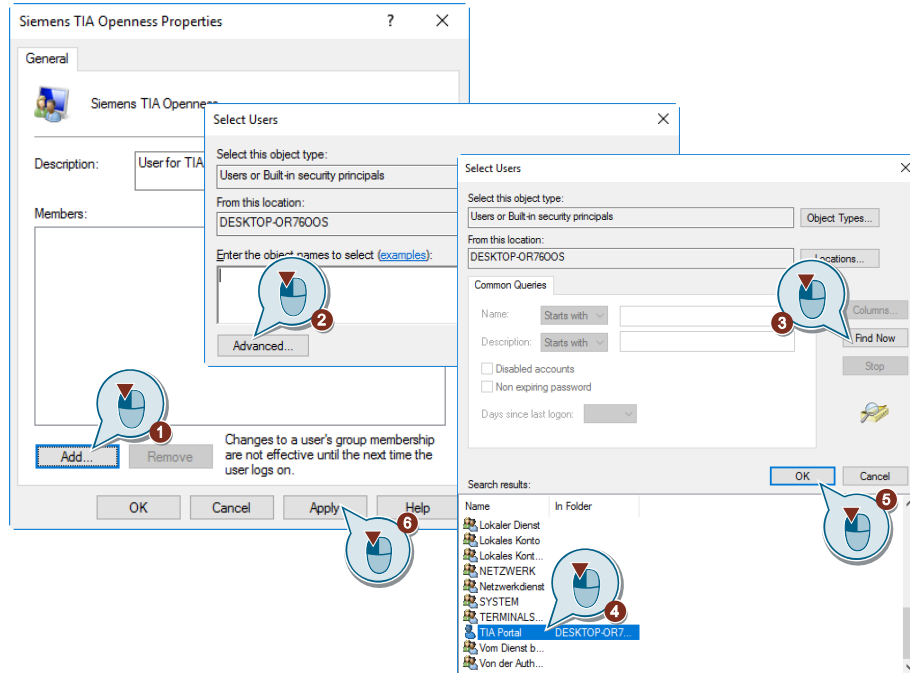 Siemens TIA Openness Properties
?
General
Siemens TIA Openness
Description:
User for TIA
Members:
Add...
Remove
Changes to a user's group membership
are not effective until the next time the
user logs on.
OK
Cancel
Apply
Help
1
6
Select Users
Select this object type:
Users or Built-in security principals
From this location:
DESKTOP-OR76OOS
Enter the object names to select (examples):
2
Advanced...
Select Users
Select this object type:
Users or Built-in security principals
Object Types...
From this location:
DESKTOP-OR76OOS
Locations...
Common Queries
Name:
Starts with
Description:
Starts with
Disabled accounts
Non expiring password
Days since last logon:
Columns...
3
Find Now
Stop
OK
Cancel
5
Search results:
Name
In Folder
Lokaler Dienst
Lokales Konto
Lokales Kont...
NETZWERK
Netzwerkdienst
SYSTEM
TERMINALS...
4
TIA Portal
DESKTOP-OR7...
Vom Dienst b...
Von der Auth...